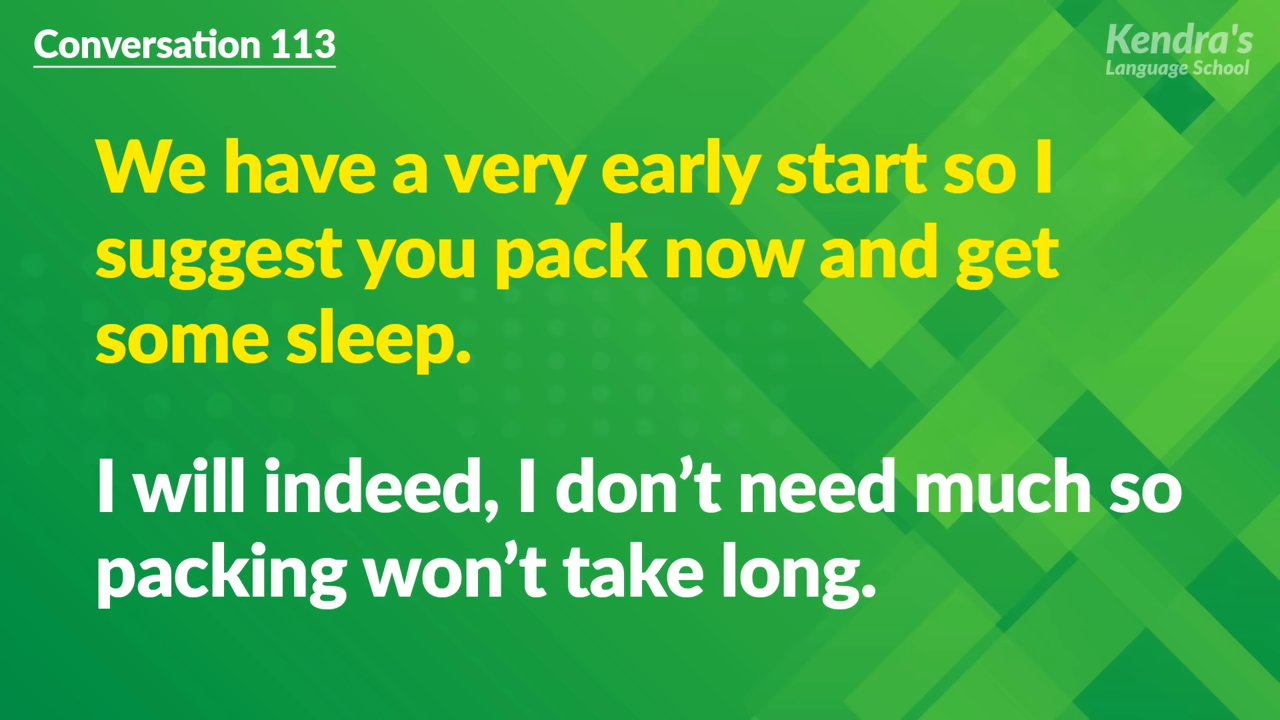 Conversation 113
Kendra's
Language School
We have a very early start so I
suggest you pack now and get
some sleep.
I will indeed, I don’t need much so
packing won’t take long.